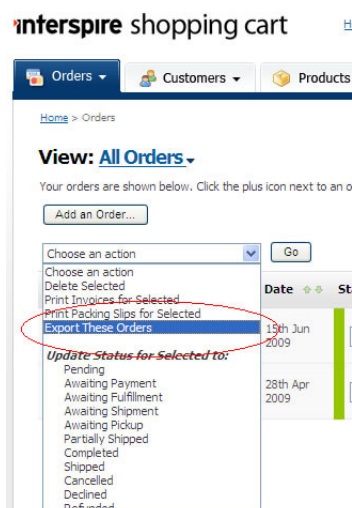 interspire shopping cart
Orders Customers Products
Home > Orders
View: All Orders
Your orders are shown below. Click the plus icon next to an o
Add an Order...
Choose an action Go
Choose an action
Delete Selected
Date St
Print Invoices for Selected
Print Packing Slips for Selected
Export These Orders
15th Jun
2009
Update Status for Selected to:
Pending
Awaiting Payment
28th Apr
2009
Awaiting Fulfillment
Awaiting Shipment
Awaiting Pickup
Partially Shipped
Completed
Shipped
Cancelled
Declined
Refunded